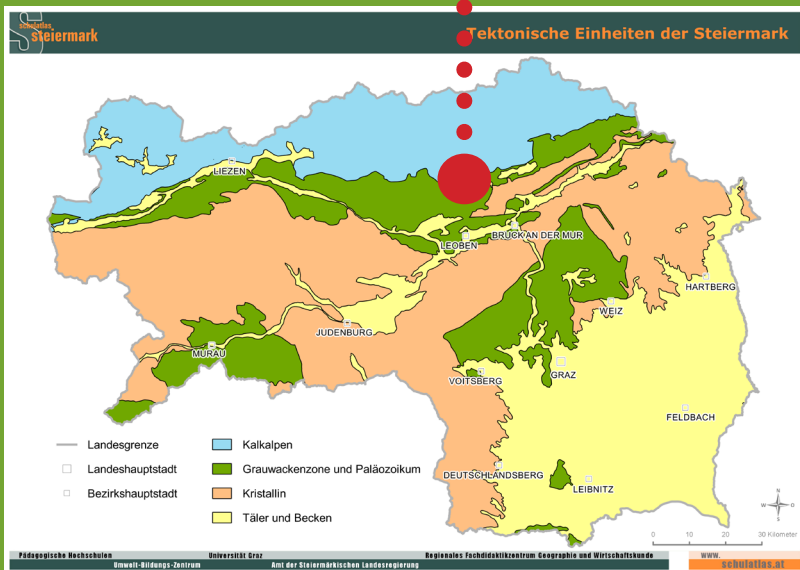 schulatlas
steiermark
Tektonische Einheiten der Steiermark
LIEZEN
LEOBEN
BRUCK AN DER MUR
HARTBERG
WEIZ
JUDENBURG
MURAU
GRAZ
VOITSBERG
FELDBACH
DEUTSCHLANDSBERG
LEIBNITZ
Landesgrenze
Landeshauptstadt
Bezirkshauptstadt
Kalkalpen
Grauwackenzone und Paläozoikum
Kristallin
Täler und Becken
N
W
O
S
0 10 20 30 Kilometer
Pädagogische Hochschulen
Universität Graz
Regionales Fachdidaktikzentrum Geographie und Wirtschaftskunde
Umwelt-Bildungs-Zentrum
Amt der Steiermärkischen Landesregierung
www.
schulatlas.at